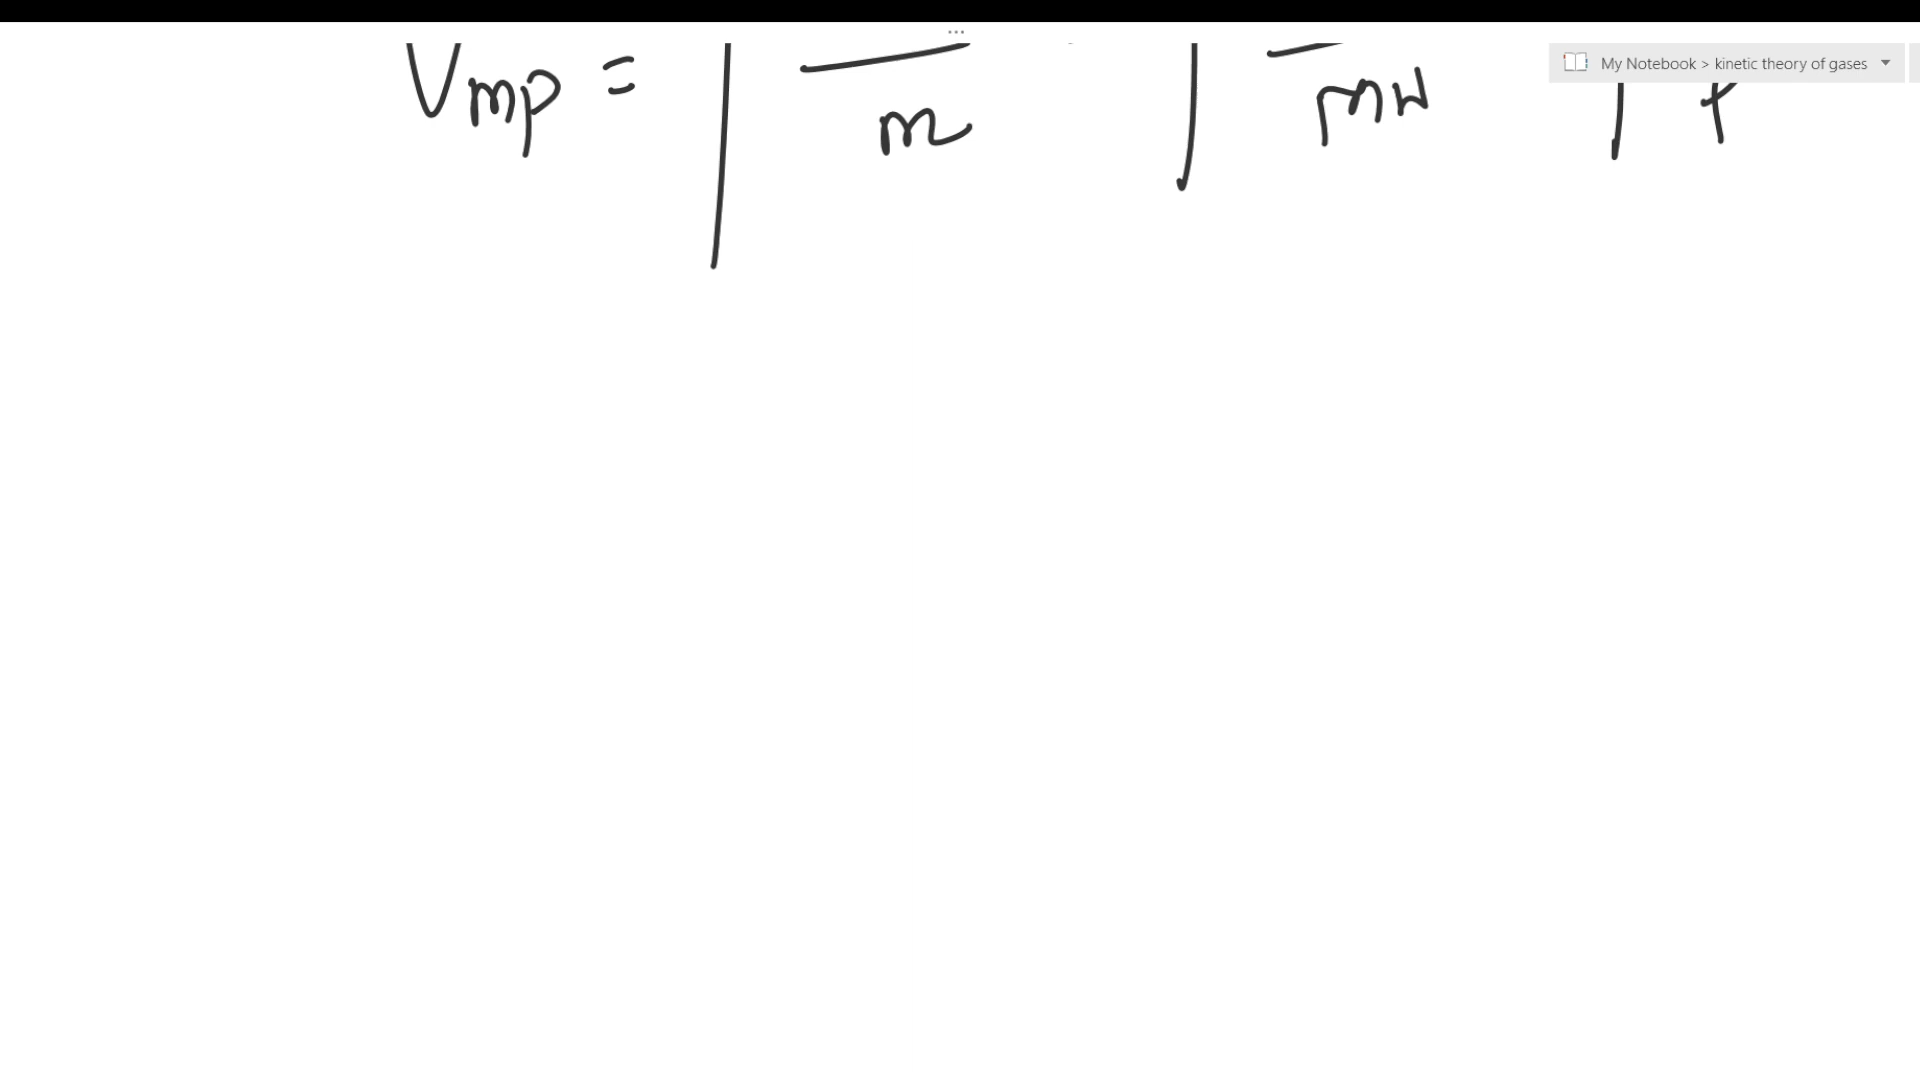 My Notebook > kinetic theory of gases
Vmp =
m
mw